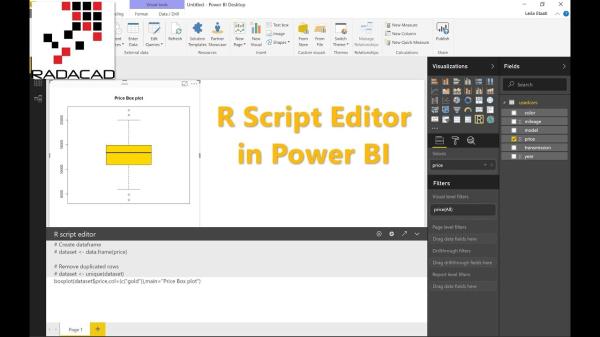 Visual tools
Untitled - Power BI Desktop
Format
Data / Drill
Leila Etaati
Enter Data
Edit Queries
Refresh
Solution Templates
Partner Showcase
New Page
New Visual
Text box
Image
Shapes
From Store
From File
Switch Theme
Manage Relationships
New Measure
New Column
New Quick Measure
External data
Resources
Insert
Custom visuals
Themes
Relationships
Calculations
RADACAD
Price Box plot
R Script Editor
in Power BI
Visualizations
Fields
Search
usedcars
color
mileage
model
price
transmission
year
Values
price
Filters
Visual level filters
price(All)
Page level filters
Drag data fields here
Drillthrough filters
Drag drillthrough fields here
Report level filters
Drag data fields here
R script editor
# Create dataframe
# dataset <- data.frame(price)
# Remove duplicated rows
# dataset <- unique(dataset)
boxplot(dataset$price,col=(c("gold")),main="Price Box plot")
Page 1